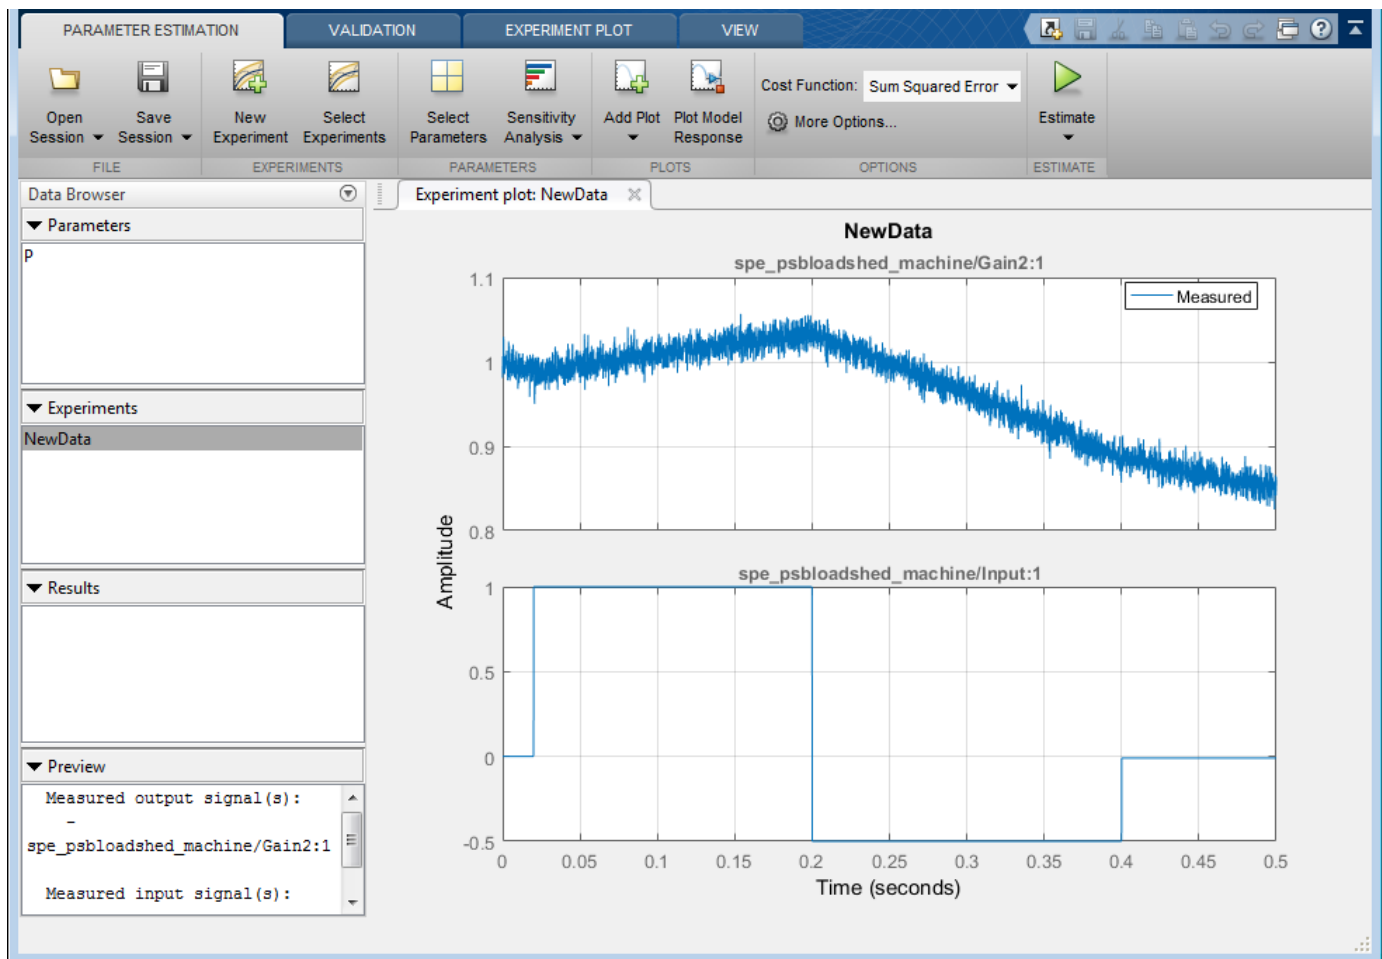 PARAMETER ESTIMATION
VALIDATION
EXPERIMENT PLOT
VIEW
Open Session
Save Session
New Experiment
Select Experiments
Select Parameters
Sensitivity Analysis
Add Plot
Plot Model Response
Cost Function: Sum Squared Error
More Options...
Estimate
FILE
EXPERIMENTS
PARAMETERS
PLOTS
OPTIONS
ESTIMATE
Data Browser
Parameters
P
Experiments
NewData
Results
Preview
Measured output signal(s):
-
spe_psbloadshed_machine/Gain2:1
Measured input signal(s):
Experiment plot: NewData
NewData
spe_psbloadshed_machine/Gain2:1
Measured
1.1
1
0.9
0.8
Amplitude
spe_psbloadshed_machine/Input:1
1
0.5
0
-0.5
0 0.05 0.1 0.15 0.2 0.25 0.3 0.35 0.4 0.45 0.5
Time (seconds)